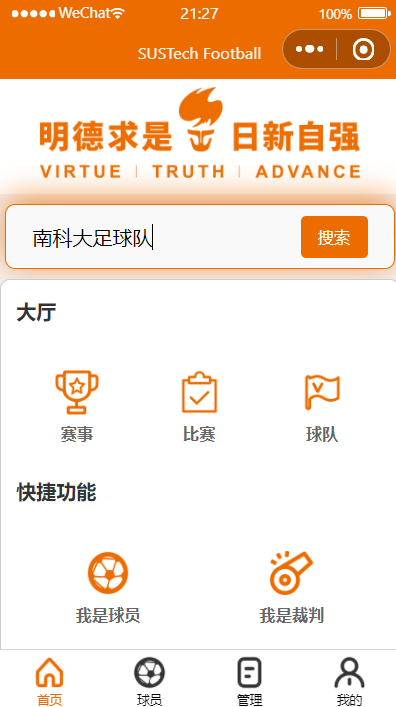 WeChat 21:27 100%
SUSTech Football
明德求是 日新自强
VIRTUE | TRUTH | ADVANCE
南科大足球队 搜索
大厅
赛事 比赛 球队
快捷功能
我是球员 我是裁判
首页 球员 管理 我的